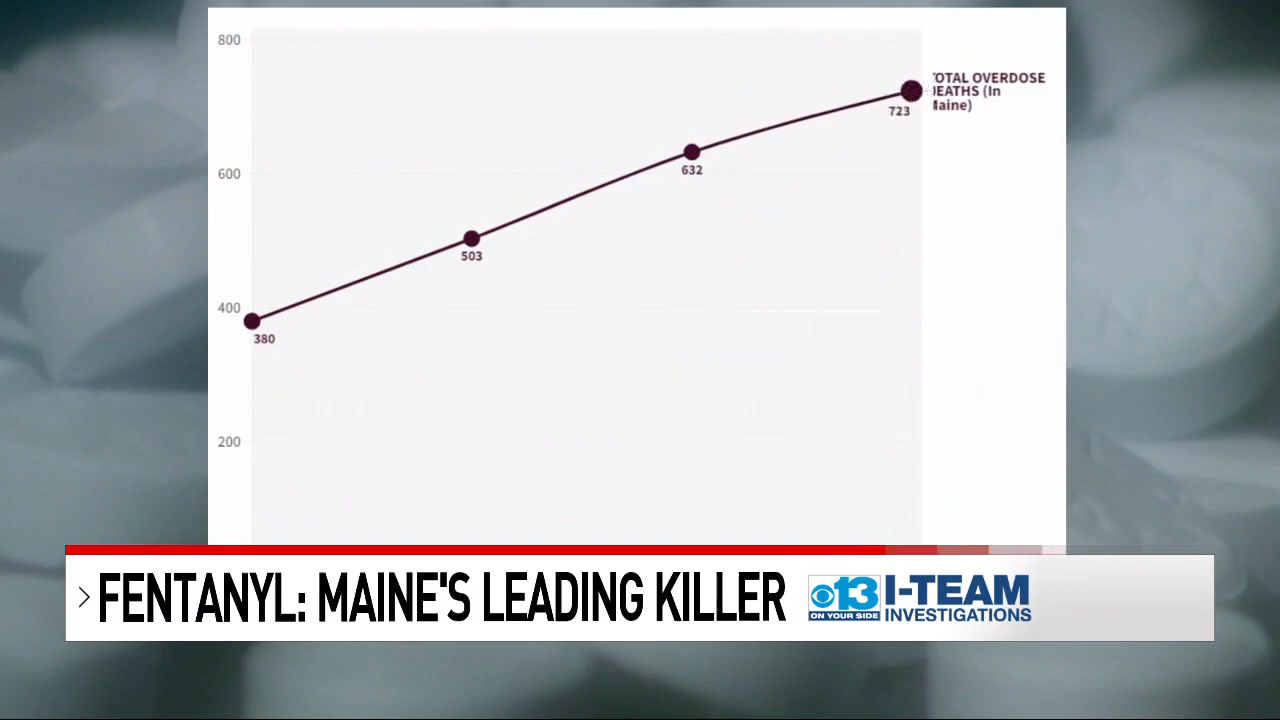 800
OVERDOSE
(In
723
600
632
503
400
380
200
FENTANYL: MAINE'S LEADING KILLER
13
ON YOUR SIDE
I-TEAM
INVESTIGATIONS